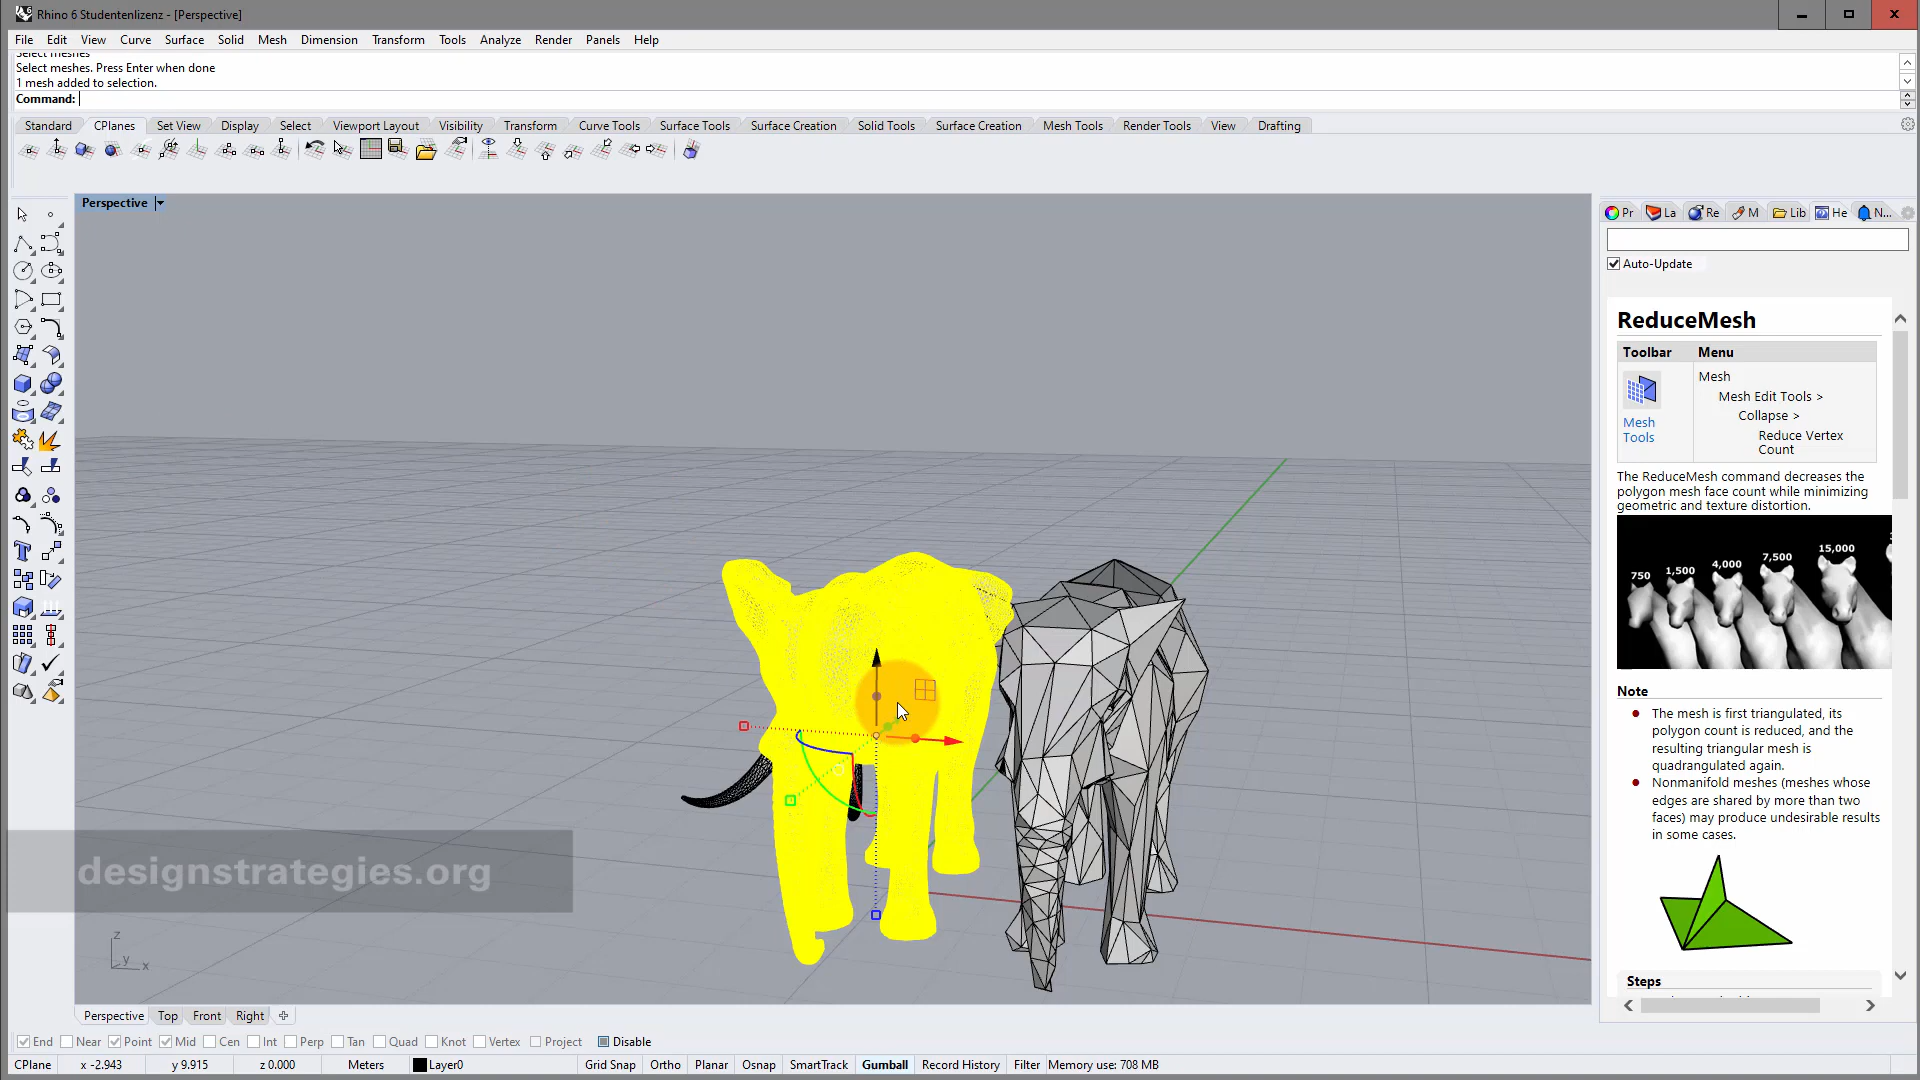 Rhino 6 Studentenlizenz - [Perspective]
File Edit View Curve Surface Solid Mesh Dimension Transform Tools Analyze Render Panels Help
Select meshes
Select meshes. Press Enter when done
1 mesh added to selection.
Command:
Standard CPlanes Set View Display Select Viewport Layout Visibility Transform Curve Tools Surface Tools Surface Creation Solid Tools Surface Creation Mesh Tools Render Tools View Drafting
Perspective
Pr La Re M Lib He N...
Auto-Update
ReduceMesh
Toolbar Menu
Mesh
Mesh Edit Tools >
Collapse >
Reduce Vertex
Count
Mesh
Tools
The ReduceMesh command decreases the
polygon mesh face count while minimizing
geometric and texture distortion.
750 1,500 4,000 7,500 15,000
Note
The mesh is first triangulated, its
polygon count is reduced, and the
resulting triangular mesh is
quadrangulated again.
Nonmanifold meshes (meshes whose
edges are shared by more than two
faces) may produce undesirable results
in some cases.
Steps
designstrategies.org
z
y
x
Perspective Top Front Right
End Near Point Mid Cen Int Perp Tan Quad Knot Vertex Project Disable
CPlane x -2.943 y 9.915 z 0.000 Meters Layer0 Grid Snap Ortho Planar Osnap SmartTrack Gumball Record History Filter Memory use: 708 MB